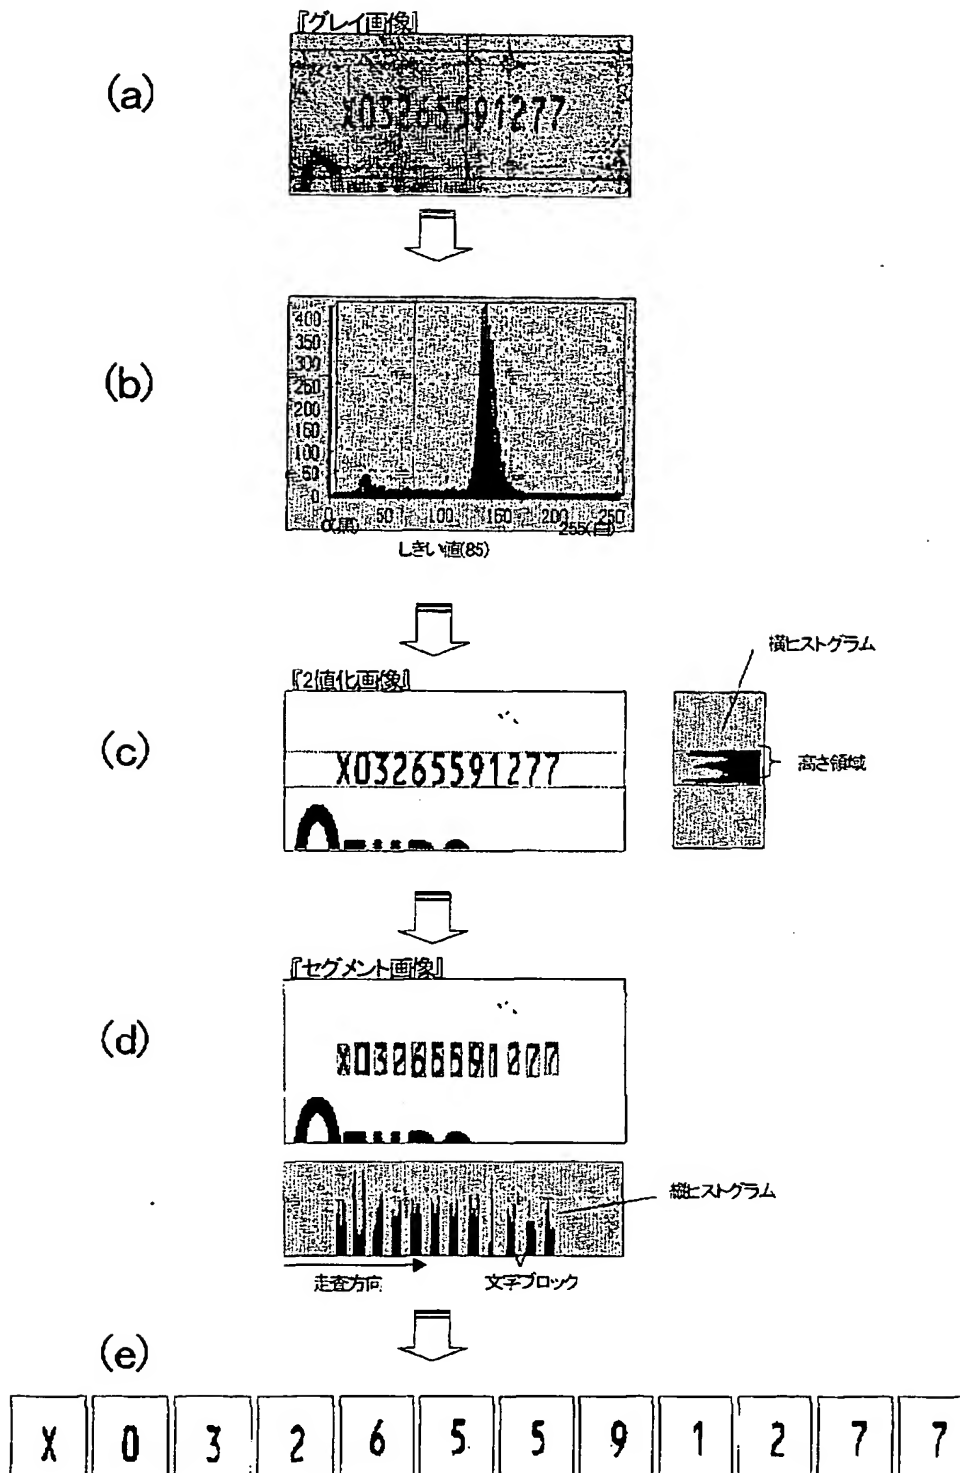 『グレイ画像』
(a)
X03265591277
(b)
400
350
300
250
200
150
100
50
0
0 50 100 150 200 250
0(黒) 255(白)
しきい値(85)
横ヒストグラム
『2値化画像』
(c)
X03265591277
高さ領域
『セグメント画像』
(d)
X03265591277
縦ヒストグラム
走査方向
文字ブロック
(e)
X 0 3 2 6 5 5 9 1 2 7 7